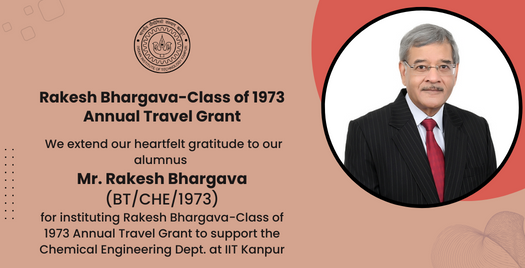 Rakesh Bhargava-Class of 1973
Annual Travel Grant
We extend our heartfelt gratitude to our
alumnus
Mr. Rakesh Bhargava
(BT/CHE/1973)
for instituting Rakesh Bhargava-Class of
1973 Annual Travel Grant to support the
Chemical Engineering Dept. at IIT Kanpur